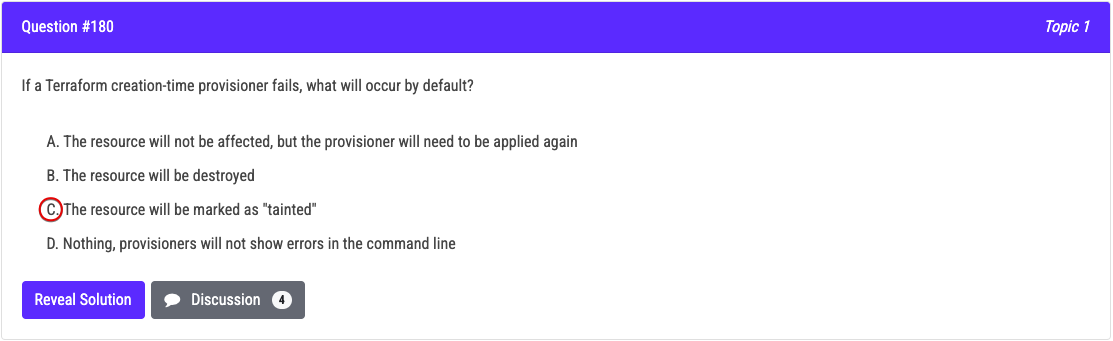 Question #180
Topic 1
If a Terraform creation-time provisioner fails, what will occur by default?
A. The resource will not be affected, but the provisioner will need to be applied again
B. The resource will be destroyed
C. The resource will be marked as "tainted"
D. Nothing, provisioners will not show errors in the command line
Reveal Solution
Discussion 4